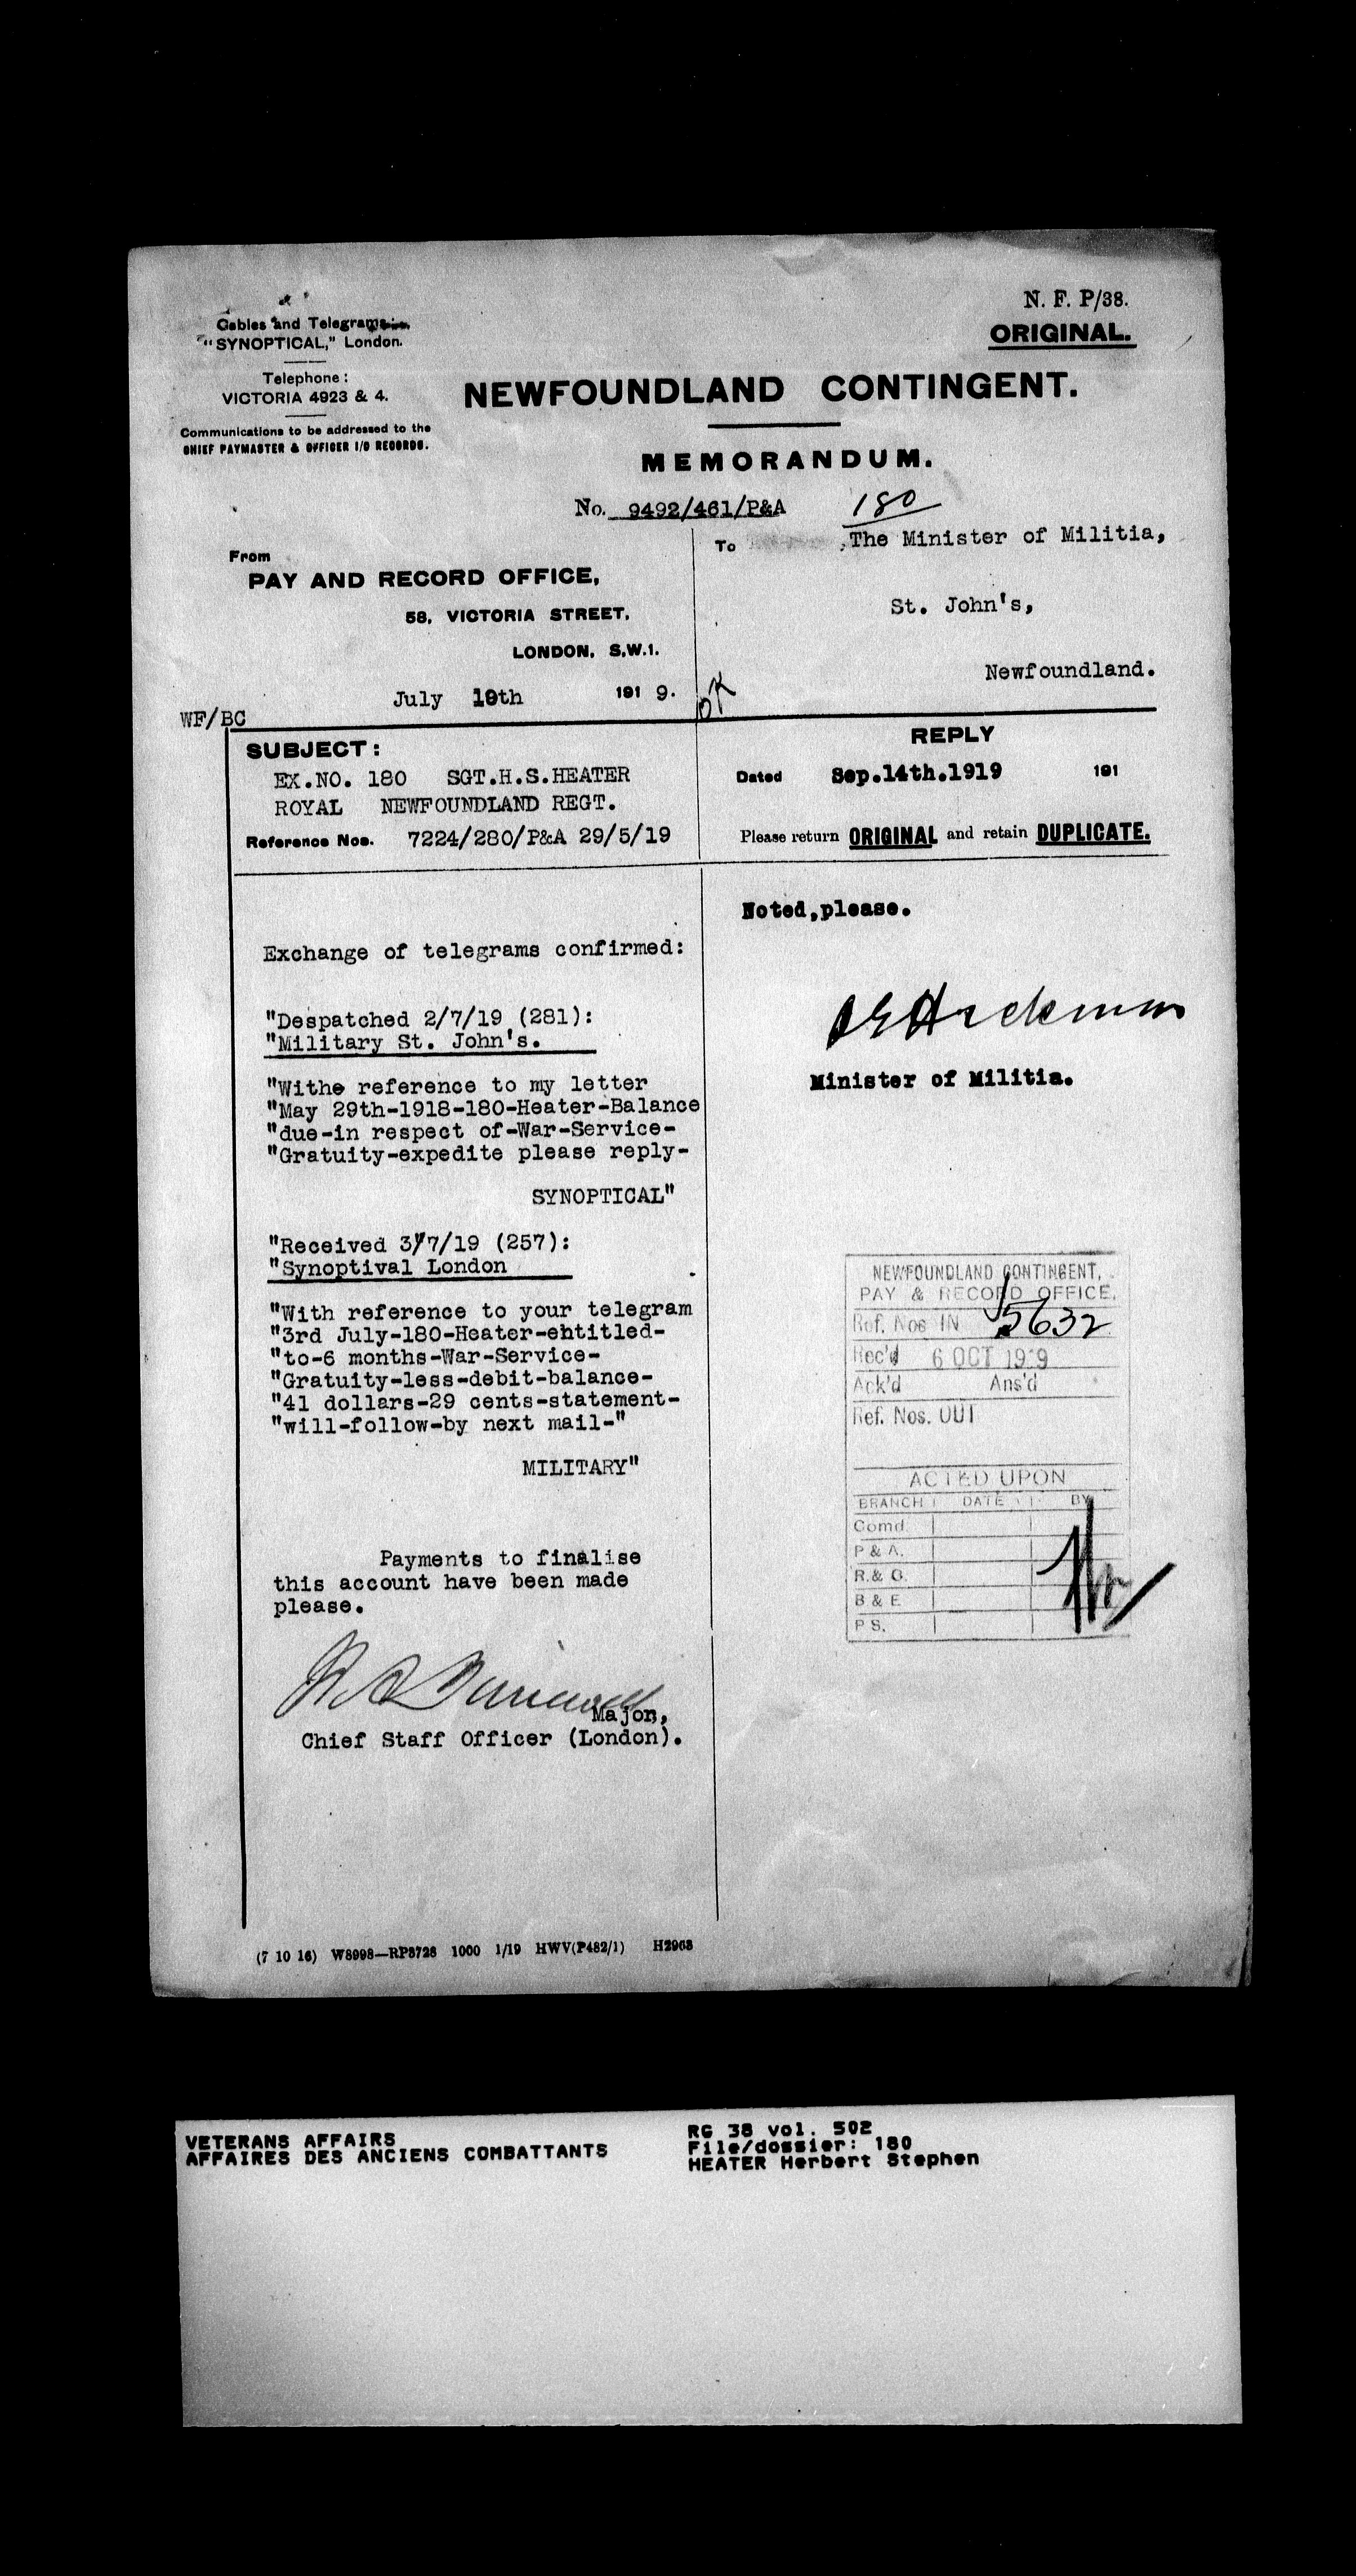 N. F. P/38.
ORIGINAL.
Cables and Telegrams:
"SYNOPTICAL," London.
Telephone:
VICTORIA 4923 & 4.
Communications to be addressed to the
CHIEF PAYMASTER & OFFICER I/C RECORDS.
NEWFOUNDLAND CONTINGENT.
MEMORANDUM.
No. 9492/461/P&A
180
From
PAY AND RECORD OFFICE,
58, VICTORIA STREET,
LONDON, S.W.1.
July 19th 191 9.
To The Minister of Militia,
St. John's,
Newfoundland.
OK
WF/BC
SUBJECT:
EX.NO. 180 SGT.H.S.HEATER
ROYAL NEWFOUNDLAND REGT.
Reference Nos. 7224/280/P&A 29/5/19
REPLY
Dated Sep.14th.1919 191
Please return ORIGINAL and retain DUPLICATE.
Exchange of telegrams confirmed:
"Despatched 2/7/19 (281):
"Military St. John's.
"Withe reference to my letter
"May 29th-1918-180-Heater-Balance
"due-in respect of-War-Service-
"Gratuity-expedite please reply-
SYNOPTICAL"
"Received 3/7/19 (257):
"Synoptival London
"With reference to your telegram
"3rd July-180-Heater-entitled-
"to-6 months-War-Service-
"Gratuity-less-debit-balance-
"41 dollars-29 cents-statement-
"will-follow-by next mail-"
MILITARY"
Payments to finalise
this account have been made
please.
Major,
Chief Staff Officer (London).
Noted,please.
A E Hickman
Minister of Militia.
NEWFOUNDLAND CONTINGENT,
PAY & RECORD OFFICE.
Ref. Nos IN 5632
Rec'd 6 OCT 1919
Ack'd Ans'd
Ref. Nos. OUT
ACTED UPON
BRANCH DATE BY
Comd.
P & A.
R. & O.
B & E
P S.
(7 10 16) W8998—RP3728 1000 1/19 HWV(P482/1) H2963
VETERANS AFFAIRS
AFFAIRES DES ANCIENS COMBATTANTS
RG 38 vol. 502
File/dossier: 180
HEATER Herbert Stephen